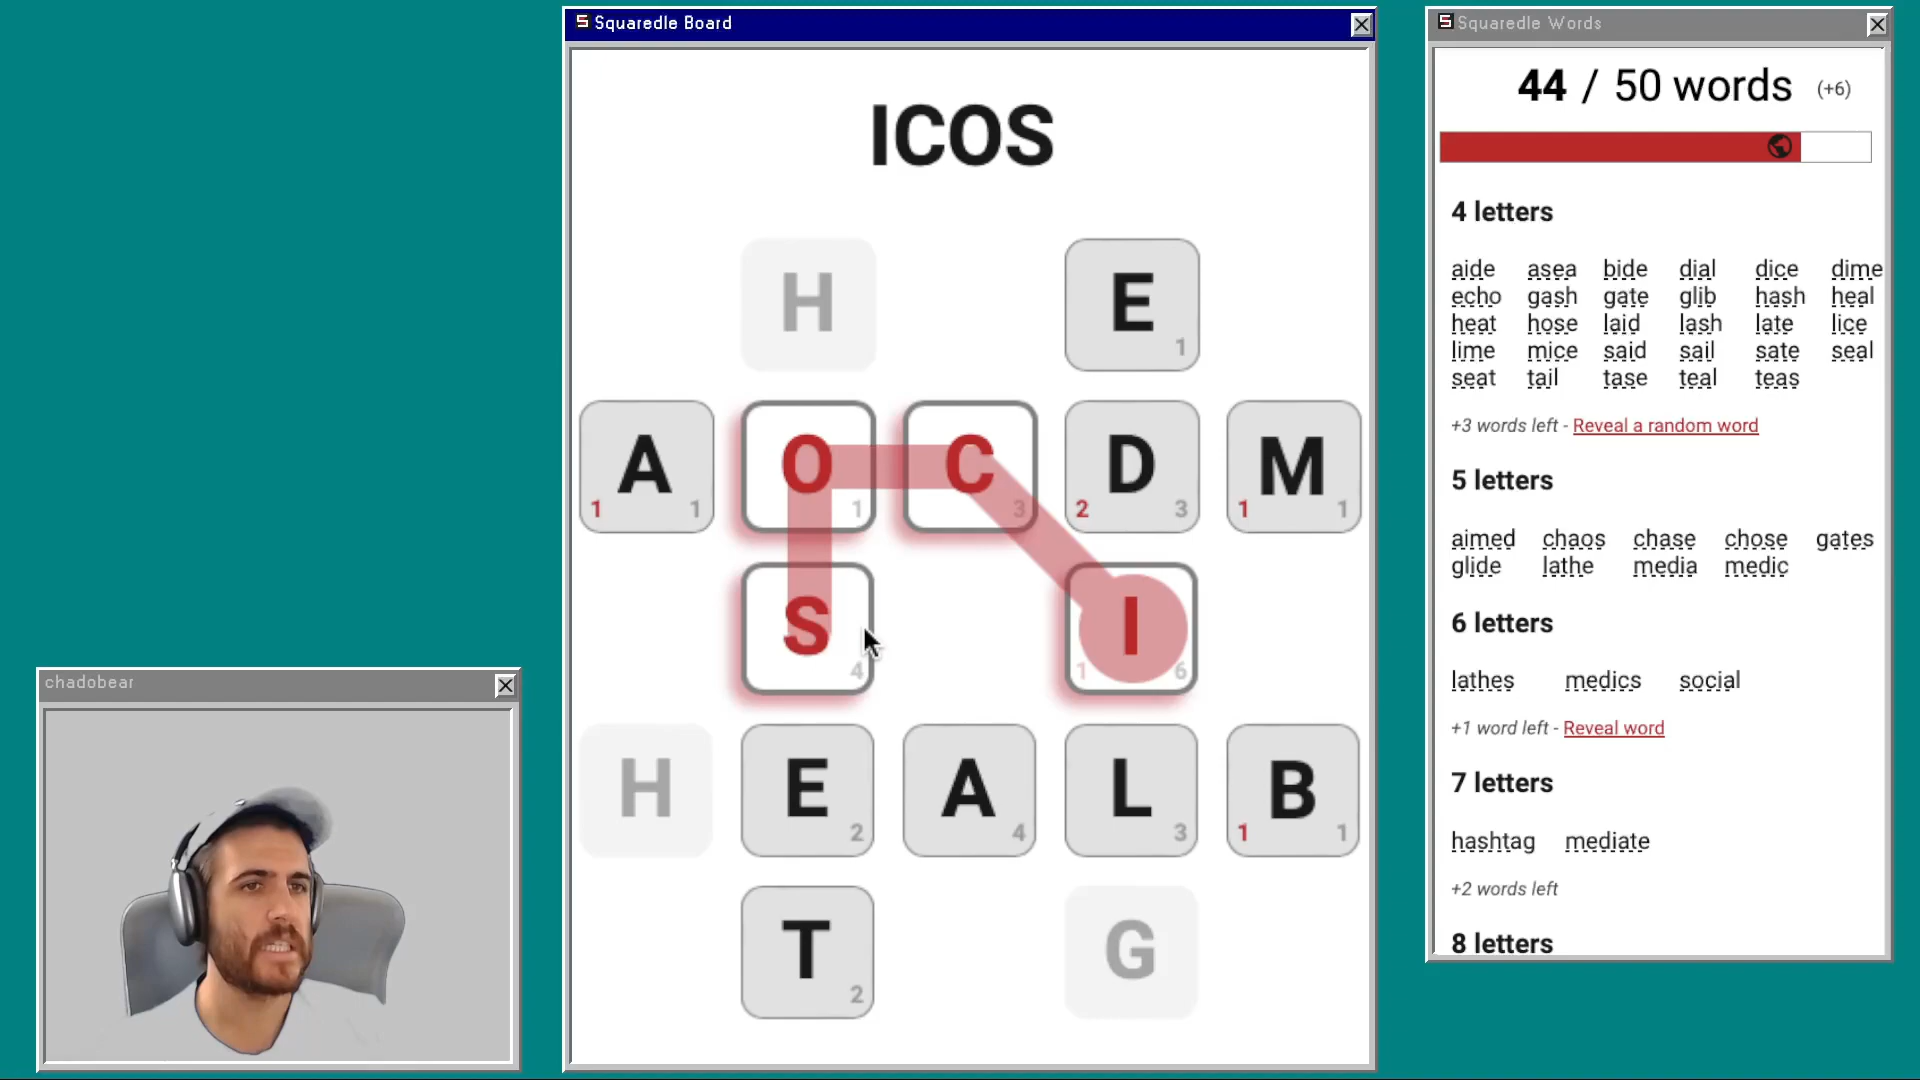 Squaredle Board
ICOS
H E
1
A O C D M
1 1 1 3 2 3 1 1
S I
4 1 6
H E A L B
2 4 3 1 1
T G
2
chadobear
Squaredle Words
44 / 50 words (+6)
4 letters
aide asea bide dial dice dime
echo gash gate glib hash heal
heat hose laid lash late lice
lime mice said sail sate seal
seat tail tase teal teas
+3 words left - Reveal a random word
5 letters
aimed chaos chase chose gates
glide lathe media medic
6 letters
lathes medics social
+1 word left - Reveal word
7 letters
hashtag mediate
+2 words left
8 letters